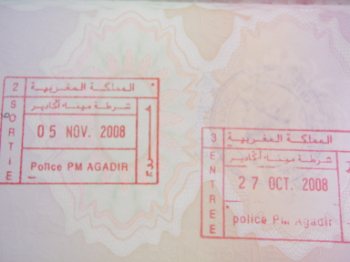 2 المملكة المغربية
شرطة ميناء أكادير
SORTIE
05 NOV. 2008
Police PM AGADIR
3 المملكة المغربية
شرطة ميناء أكادير
ENTREE
27 OCT. 2008
police PM Agadir